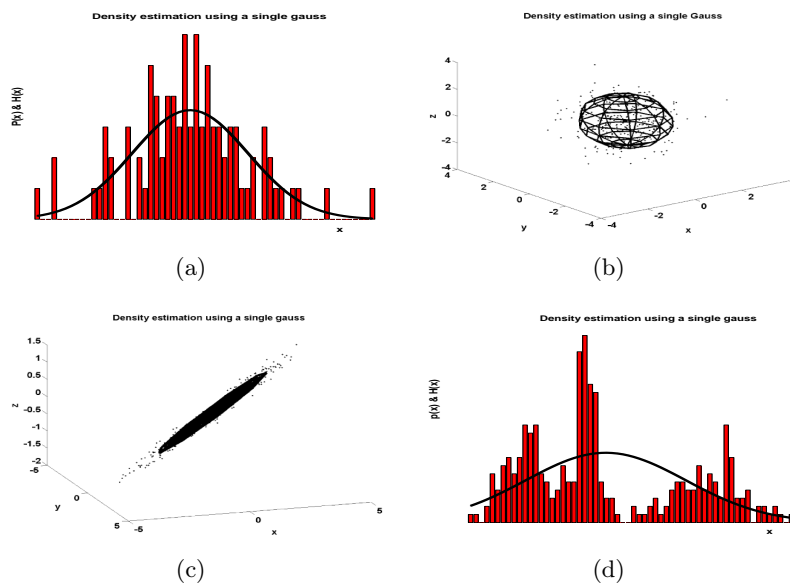 Density estimation using a single gauss
P(x) & H(x)
x
(a)
Density estimation using a single Gauss
4
2
0
-2
-4
z
4
2
0
-2
-4
y
-4
-2
0
2
x
(b)
Density estimation using a single gauss
1.5
1
0.5
0
-0.5
-1
-1.5
-2
z
-5
0
5
y
-5
0
5
x
(c)
Density estimation using a single gauss
p(x) & H(x)
x
(d)